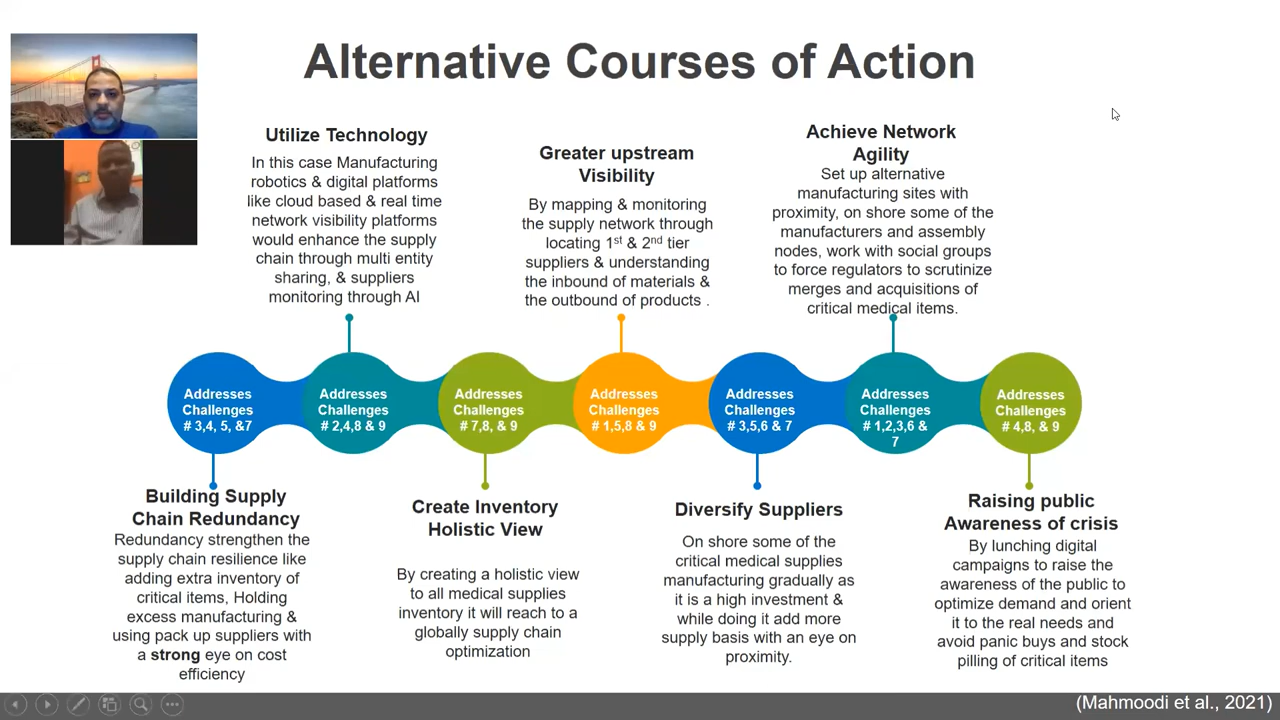 Alternative Courses of Action
Utilize Technology
In this case Manufacturing
robotics & digital platforms
like cloud based & real time
network visibility platforms
would enhance the supply
chain through multi entity
sharing, & suppliers
monitoring through AI
Greater upstream
Visibility
By mapping & monitoring
the supply network through
locating 1st & 2nd tier
suppliers & understanding
the inbound of materials &
the outbound of products .
Achieve Network
Agility
Set up alternative
manufacturing sites with
proximity, on shore some of the
manufacturers and assembly
nodes, work with social groups
to force regulators to scrutinize
merges and acquisitions of
critical medical items.
Addresses
Challenges
# 3,4, 5, &7
Addresses
Challenges
# 2,4,8 & 9
Addresses
Challenges
# 7,8, & 9
Addresses
Challenges
# 1,5,8 & 9
Addresses
Challenges
# 3,5,6 & 7
Addresses
Challenges
# 1,2,3,6 &
7
Addresses
Challenges
# 4,8, & 9
Building Supply
Chain Redundancy
Redundancy strengthen the
supply chain resilience like
adding extra inventory of
critical items, Holding
excess manufacturing &
using pack up suppliers with
a strong eye on cost
efficiency
Create Inventory
Holistic View
By creating a holistic view
to all medical supplies
inventory it will reach to a
globally supply chain
optimization
Diversify Suppliers
On shore some of the
critical medical supplies
manufacturing gradually as
it is a high investment &
while doing it add more
supply basis with an eye on
proximity.
Raising public
Awareness of crisis
By lunching digital
campaigns to raise the
awareness of the public to
optimize demand and orient
it to the real needs and
avoid panic buys and stock
pilling of critical items
(Mahmoodi et al., 2021)